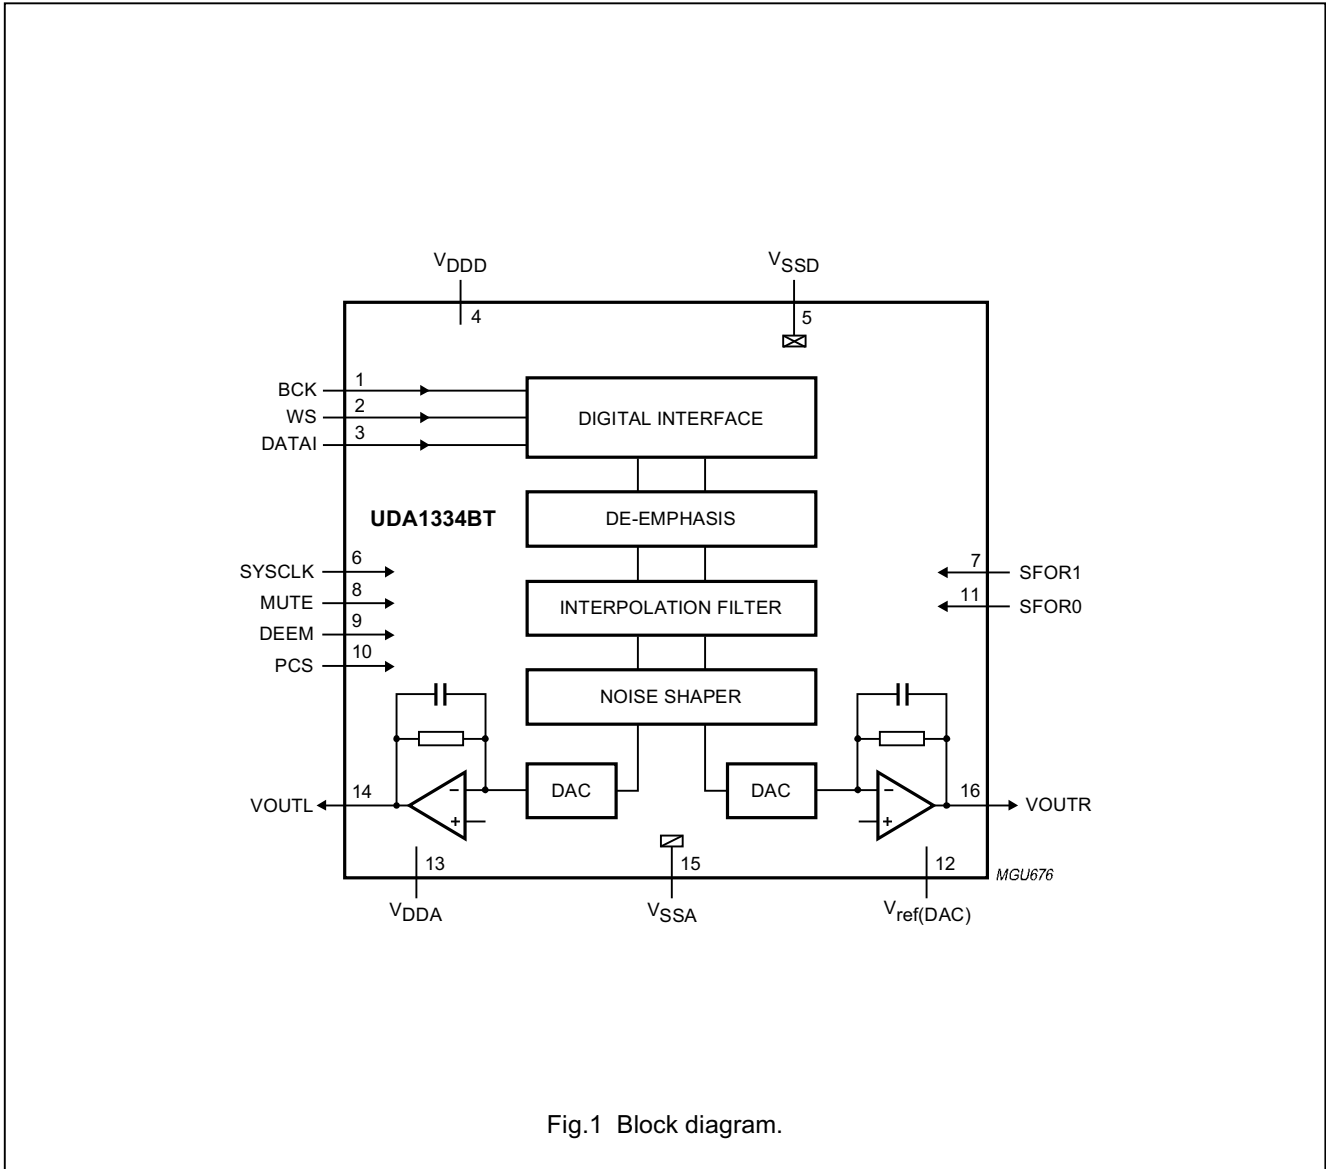 VDDD
VSSD
4
5
BCK
1
WS
2
DATAI
3
DIGITAL INTERFACE
UDA1334BT
DE-EMPHASIS
SYSCLK
6
MUTE
8
DEEM
9
PCS
10
7
SFOR1
11
SFOR0
INTERPOLATION FILTER
NOISE SHAPER
VOUTL
14
−
+
DAC
DAC
−
+
16
VOUTR
13
15
12
MGU676
VDDA
VSSA
Vref(DAC)
Fig.1 Block diagram.